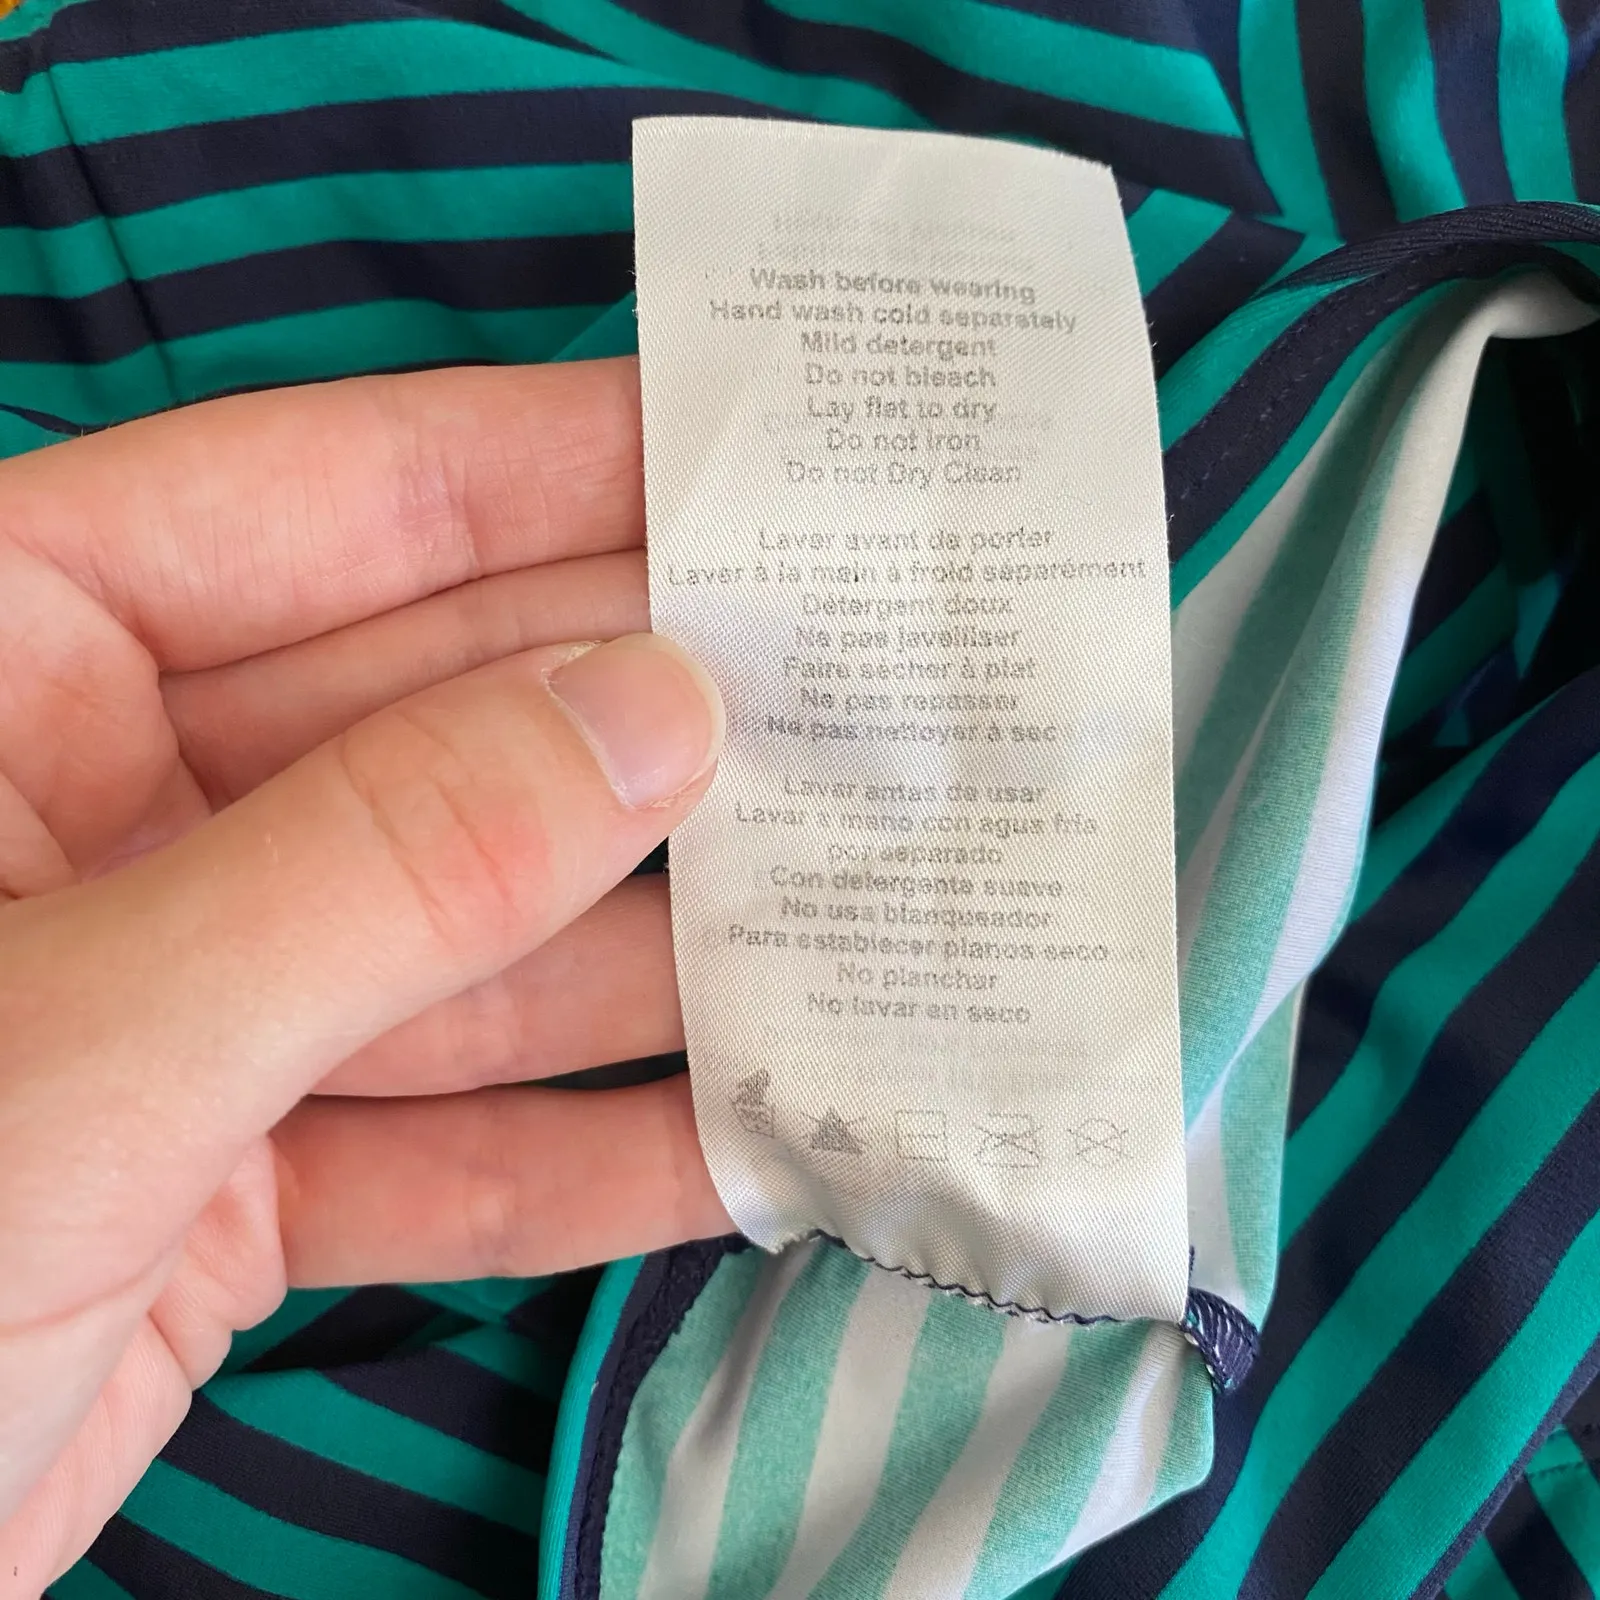 Wash before wearing
Hand wash cold separately
Mild detergent
Do not bleach
Lay flat to dry
Do not iron
Do not Dry Clean
Laver avant de porter
Laver à la main à froid séparément
Détergent doux
Ne pas javelliser
Faire sécher à plat
Ne pas repasser
Ne pas nettoyer à sec
Lavar antas de usar
Lavar a mano con agus fria
por separado
Con detergente suave
No usa blanqueador
Para establecer planos seco
No planchar
No lavar en seco